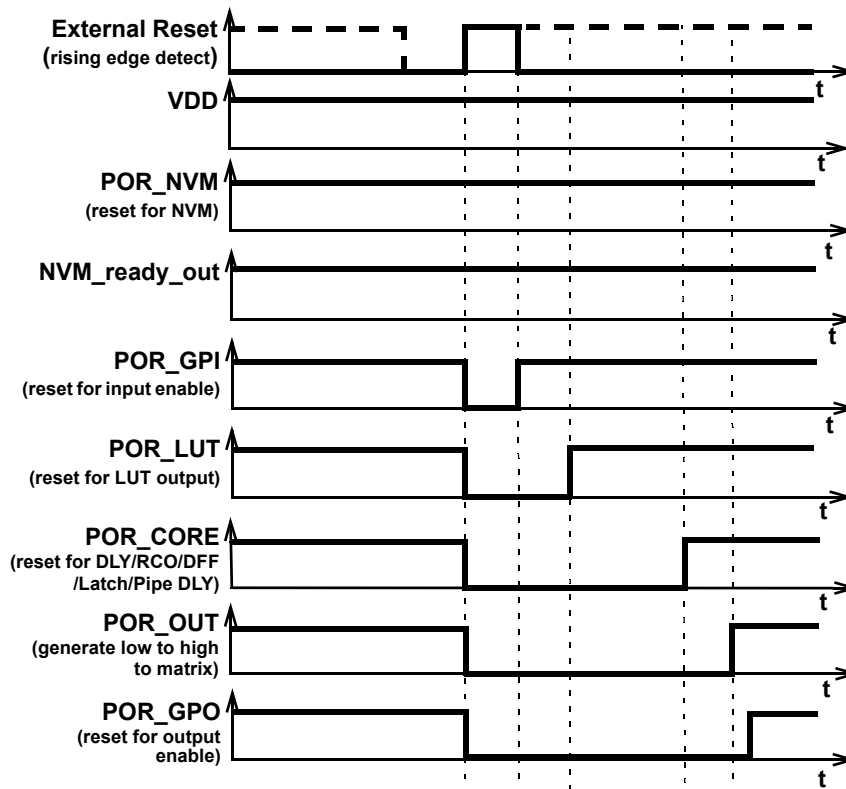 External Reset
(rising edge detect)
t
VDD
t
POR_NVM
(reset for NVM)
t
NVM_ready_out
t
POR_GPI
(reset for input enable)
t
POR_LUT
(reset for LUT output)
t
POR_CORE
(reset for DLY/RCO/DFF
/Latch/Pipe DLY)
t
POR_OUT
(generate low to high
to matrix)
t
POR_GPO
(reset for output
enable)
t